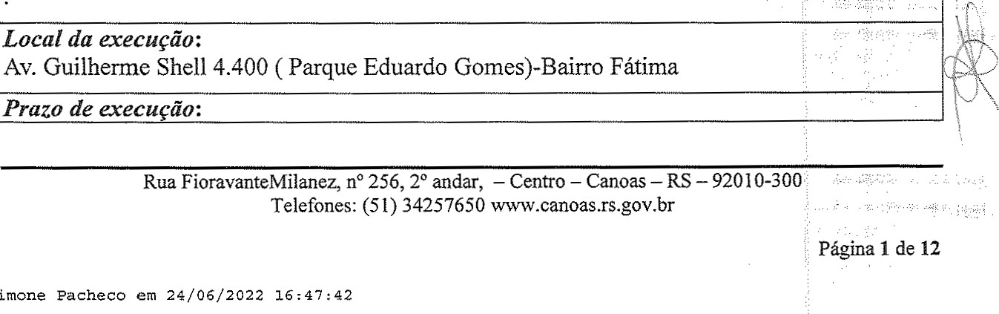 .
Local da execução:
Av. Guilherme Shell 4.400 ( Parque Eduardo Gomes)-Bairro Fátima
Prazo de execução:
Rua FioravanteMilanez, nº 256, 2º andar, – Centro – Canoas – RS – 92010-300
Telefones: (51) 34257650 www.canoas.rs.gov.br
Página 1 de 12
imone Pacheco em 24/06/2022 16:47:42